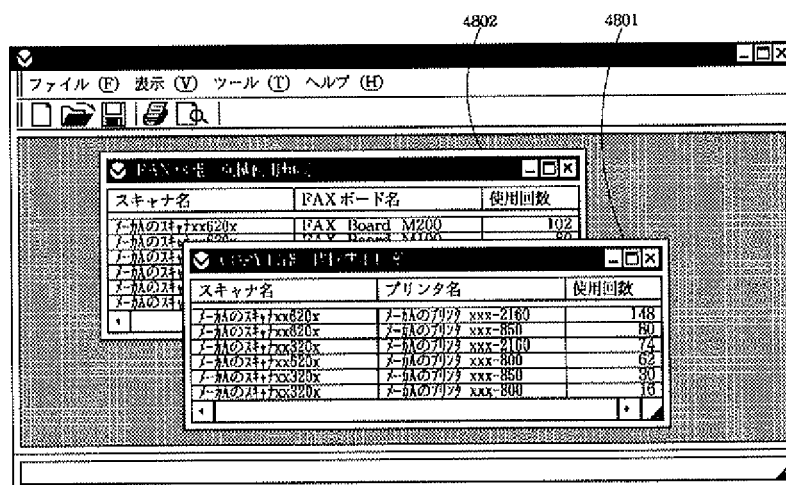 4802 4801
ファイル (F) 表示 (V) ツール (T) ヘルプ (H)
スキャナ名 FAXボード名 使用回数
メーカAのスキャナxx620x FAX Board M200 102
FAX Board M100
スキャナ名 プリンタ名 使用回数
メーカAのスキャナxx620x メーカAのプリンタ xxx-2160 148
メーカAのスキャナxx620x メーカAのプリンタ xxx-850 80
メーカAのスキャナxx320x メーカAのプリンタ xxx-2160 74
メーカAのスキャナxx620x メーカAのプリンタ xxx-800 62
メーカAのスキャナxx320x メーカAのプリンタ xxx-850 30
メーカAのスキャナxx320x メーカAのプリンタ xxx-800 16